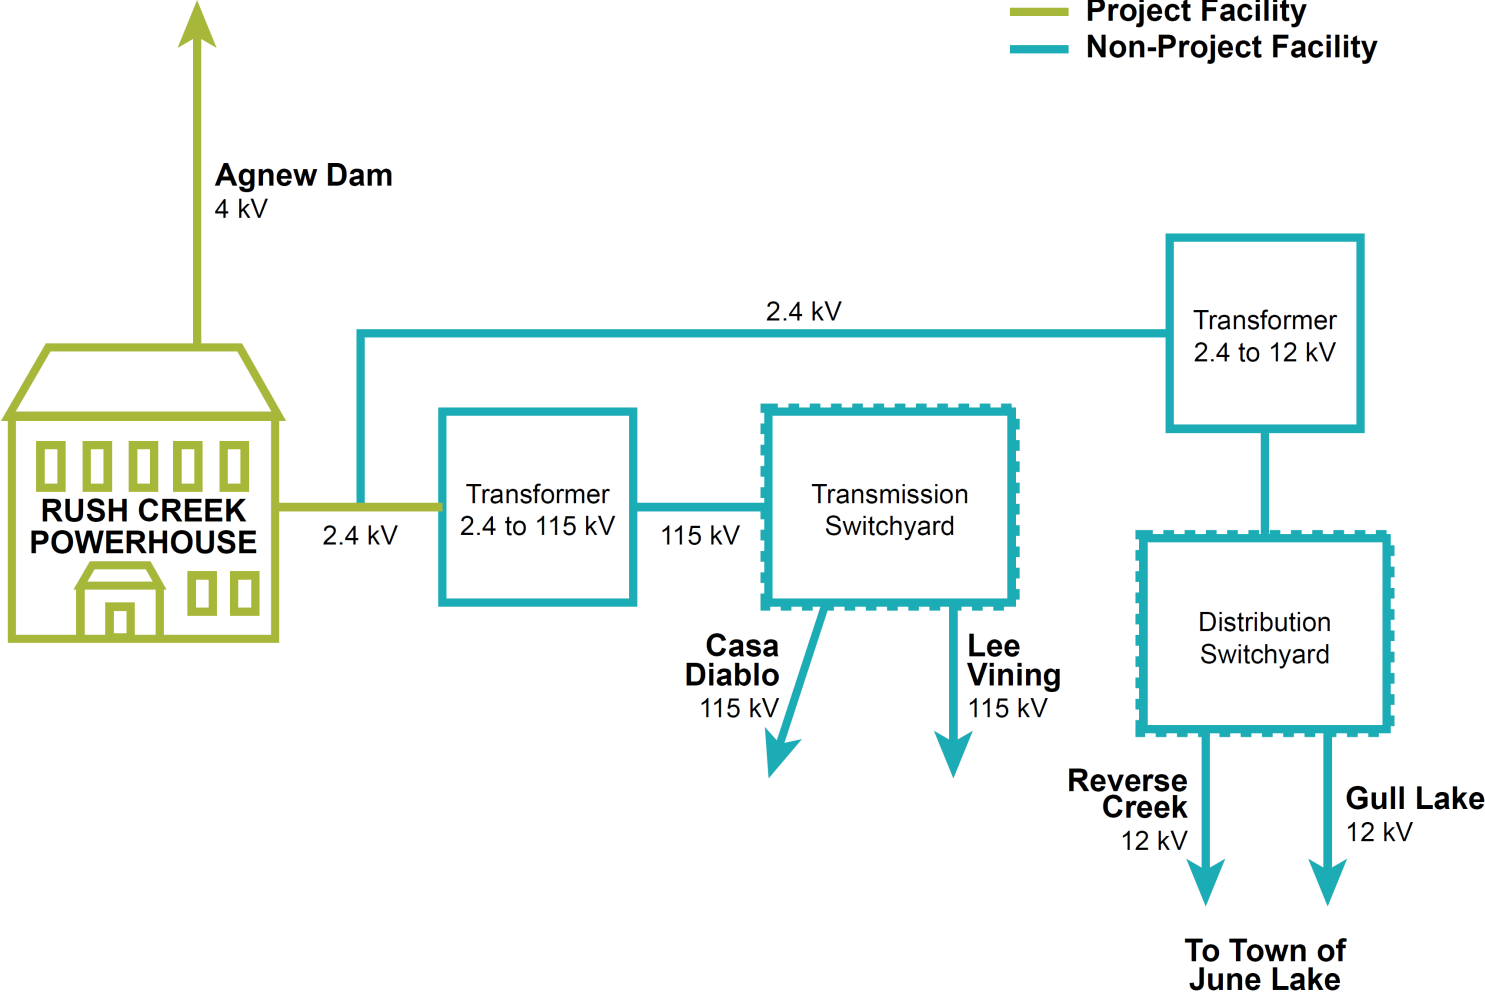 Project Facility
Non-Project Facility
Agnew Dam
4 kV
2.4 kV
Transformer
2.4 to 12 kV
RUSH CREEK
POWERHOUSE
2.4 kV
Transformer
2.4 to 115 kV
115 kV
Transmission
Switchyard
Casa
Diablo
115 kV
Lee
Vining
115 kV
Distribution
Switchyard
Reverse
Creek
12 kV
Gull Lake
12 kV
To Town of
June Lake